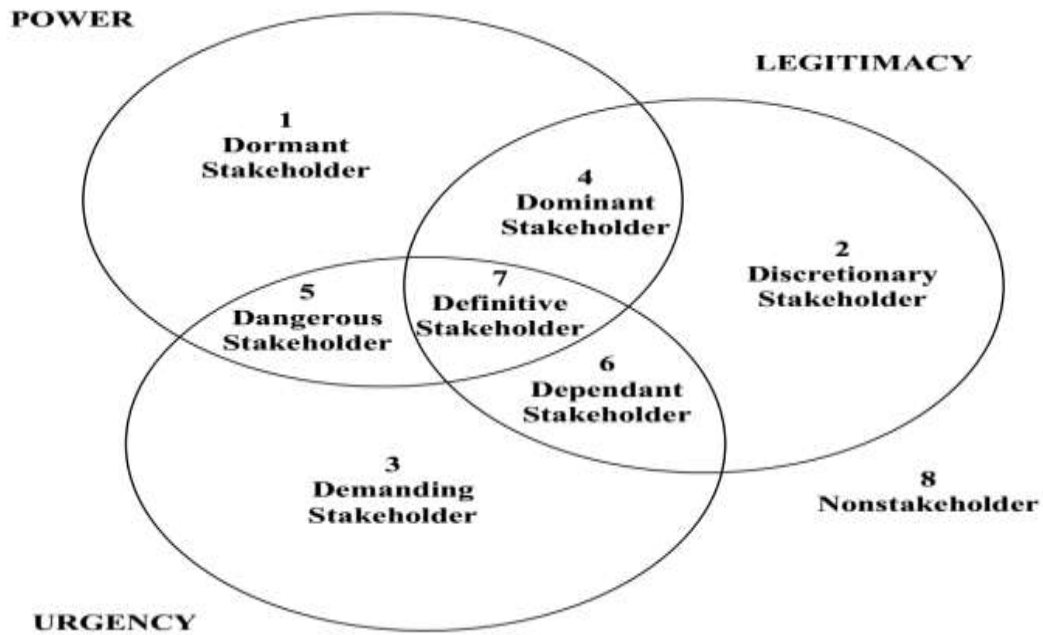 POWER
LEGITIMACY
1
Dormant
Stakeholder
4
Dominant
Stakeholder
2
Discretionary
Stakeholder
5
Dangerous
Stakeholder
7
Definitive
Stakeholder
6
Dependant
Stakeholder
3
Demanding
Stakeholder
8
Nonstakeholder
URGENCY